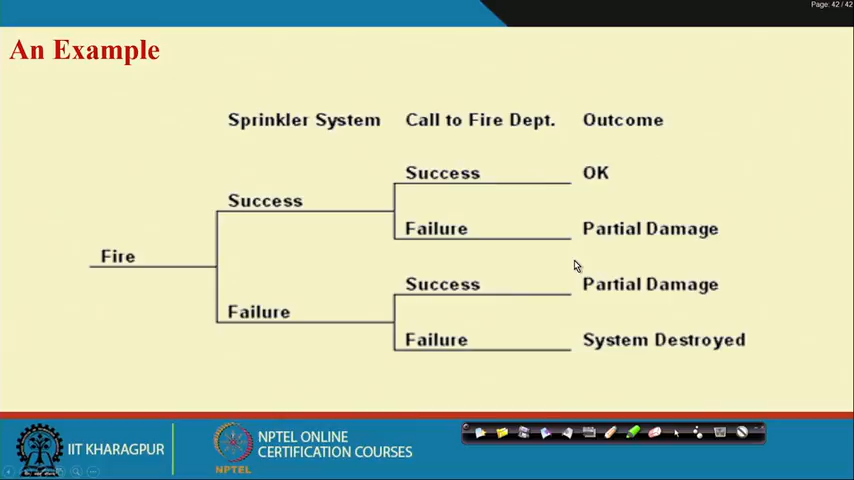 Page: 42 / 42
An Example
Sprinkler System Call to Fire Dept. Outcome
Success OK
Success
Failure Partial Damage
Fire
Success Partial Damage
Failure
Failure System Destroyed
IIT KHARAGPUR
NPTEL
NPTEL ONLINE
CERTIFICATION COURSES